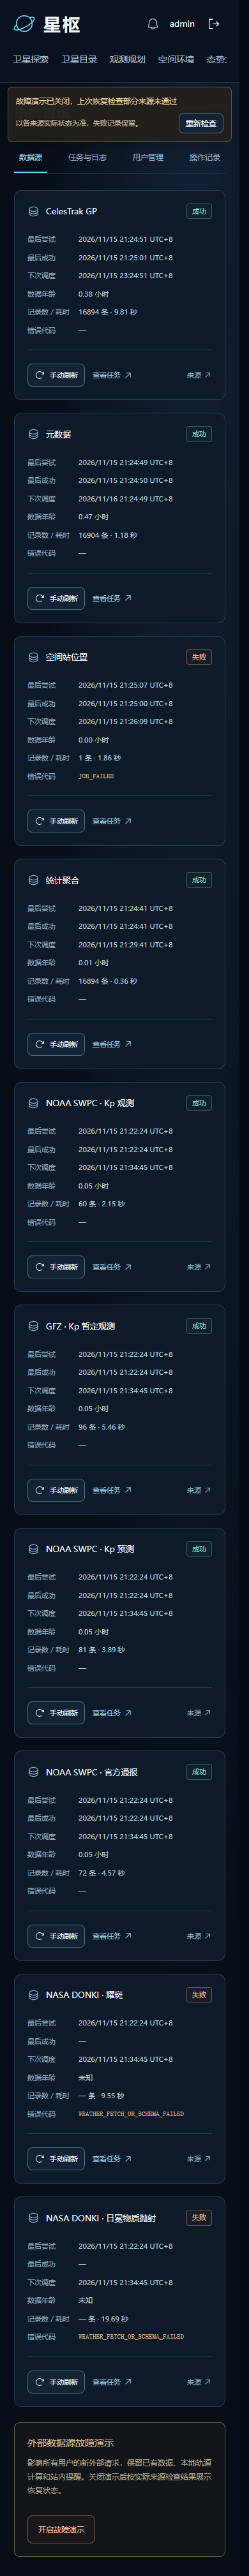 星枢
admin
卫星探索 卫星目录 观测规划 空间环境
故障演示已关闭，上次恢复检查部分来源未通过
以各来源实际状态为准，失败记录保留。
重新检查
数据源 任务与日志 用户管理 操作记录
CelesTrak GP 成功
最后尝试 2026/11/15 21:24:51 UTC+8
最后成功 2026/11/15 21:25:01 UTC+8
下次调度 2026/11/15 23:24:51 UTC+8
数据年龄 0.38 小时
记录数 / 耗时 16894 条 · 9.81 秒
错误代码 —
手动刷新 查看任务 ↗ 来源 ↗
元数据 成功
最后尝试 2026/11/15 21:24:49 UTC+8
最后成功 2026/11/15 21:24:50 UTC+8
下次调度 2026/11/16 21:24:49 UTC+8
数据年龄 0.47 小时
记录数 / 耗时 16904 条 · 1.18 秒
错误代码 —
手动刷新 查看任务 ↗
空间站位置 失败
最后尝试 2026/11/15 21:25:07 UTC+8
最后成功 2026/11/15 21:25:00 UTC+8
下次调度 2026/11/15 21:26:09 UTC+8
数据年龄 0.00 小时
记录数 / 耗时 1 条 · 1.86 秒
错误代码 JOB_FAILED
手动刷新 查看任务 ↗
统计聚合 成功
最后尝试 2026/11/15 21:24:41 UTC+8
最后成功 2026/11/15 21:24:41 UTC+8
下次调度 2026/11/15 21:29:41 UTC+8
数据年龄 0.01 小时
记录数 / 耗时 16894 条 · 0.36 秒
错误代码 —
手动刷新 查看任务 ↗
NOAA SWPC · Kp 观测 成功
最后尝试 2026/11/15 21:22:24 UTC+8
最后成功 2026/11/15 21:22:24 UTC+8
下次调度 2026/11/15 21:34:45 UTC+8
数据年龄 0.05 小时
记录数 / 耗时 60 条 · 2.15 秒
错误代码 —
手动刷新 查看任务 ↗ 来源 ↗
GFZ · Kp 暂定观测 成功
最后尝试 2026/11/15 21:22:24 UTC+8
最后成功 2026/11/15 21:22:24 UTC+8
下次调度 2026/11/15 21:34:45 UTC+8
数据年龄 0.05 小时
记录数 / 耗时 96 条 · 5.46 秒
错误代码 —
手动刷新 查看任务 ↗ 来源 ↗
NOAA SWPC · Kp 预测 成功
最后尝试 2026/11/15 21:22:24 UTC+8
最后成功 2026/11/15 21:22:24 UTC+8
下次调度 2026/11/15 21:34:45 UTC+8
数据年龄 0.05 小时
记录数 / 耗时 81 条 · 3.89 秒
错误代码 —
手动刷新 查看任务 ↗ 来源 ↗
NOAA SWPC · 官方通报 成功
最后尝试 2026/11/15 21:22:24 UTC+8
最后成功 2026/11/15 21:22:24 UTC+8
下次调度 2026/11/15 21:34:45 UTC+8
数据年龄 0.05 小时
记录数 / 耗时 72 条 · 4.57 秒
错误代码 —
手动刷新 查看任务 ↗ 来源 ↗
NASA DONKI · 耀斑 失败
最后尝试 2026/11/15 21:22:24 UTC+8
最后成功 —
下次调度 2026/11/15 21:34:45 UTC+8
数据年龄 未知
记录数 / 耗时 — 条 · 9.55 秒
错误代码 WEATHER_FETCH_OR_SCHEMA_FAILED
手动刷新 查看任务 ↗ 来源 ↗
NASA DONKI · 日冕物质抛射 失败
最后尝试 2026/11/15 21:22:24 UTC+8
最后成功 —
下次调度 2026/11/15 21:34:45 UTC+8
数据年龄 未知
记录数 / 耗时 — 条 · 19.69 秒
错误代码 WEATHER_FETCH_OR_SCHEMA_FAILED
手动刷新 查看任务 ↗ 来源 ↗
外部数据源故障演示
影响所有用户的新外部请求，保留已有数据、本地轨道
计算和站内提醒。关闭演示后按实际来源检查结果展示
恢复状态。
开启故障演示